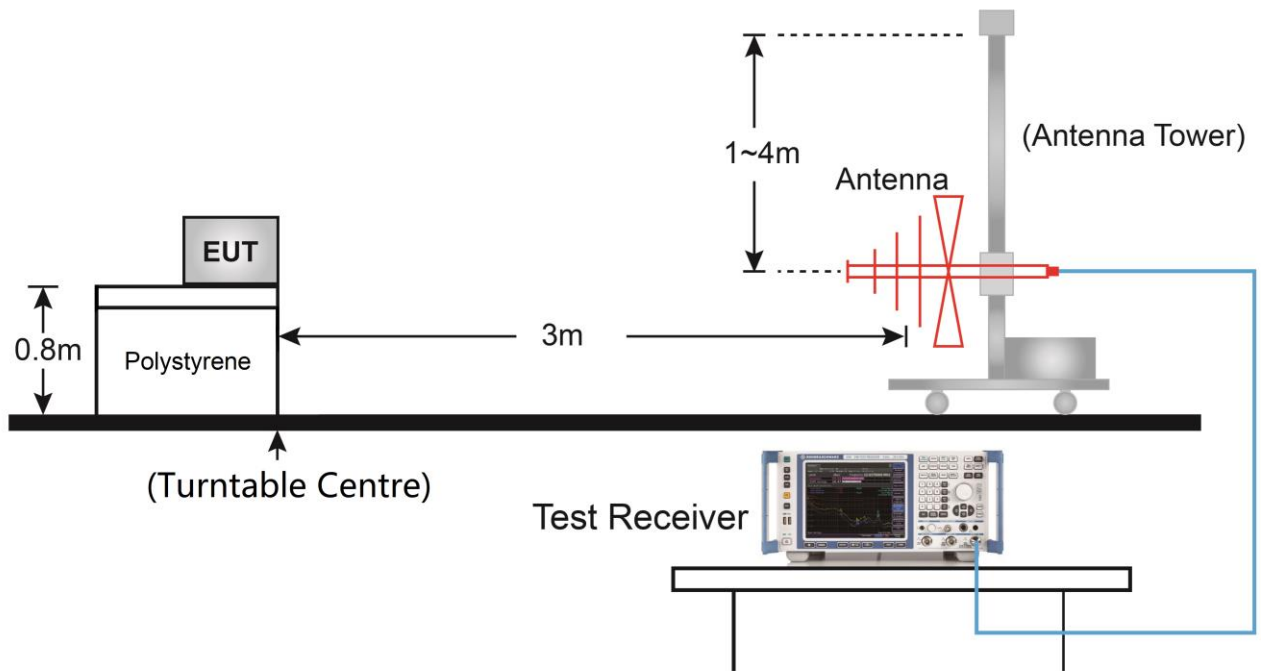 1~4m
(Antenna Tower)
Antenna
EUT
0.8m
Polystyrene
3m
(Turntable Centre)
Test Receiver